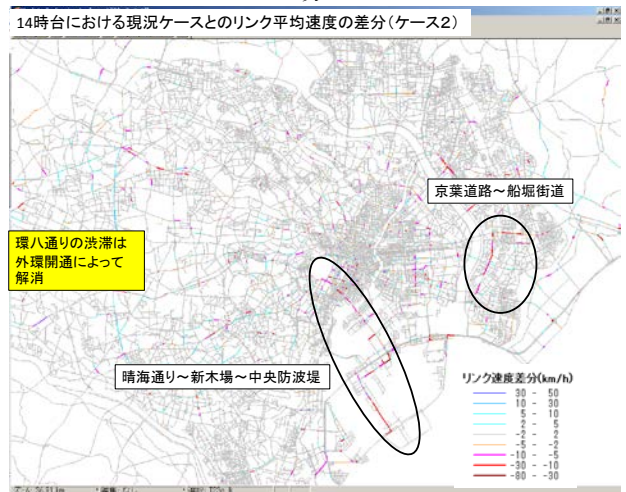 14時台における現況ケースとのリンク平均速度の差分(ケース2)
京葉道路～船堀街道
環八通りの渋滞は
外環開通によって
解消
晴海通り～新木場～中央防波堤
リンク速度差分(km/h)
30 - 50
10 - 30
5 - 10
2 - 5
-2 - 2
-5 - -2
-10 - -5
-30 - -10
-80 - -30